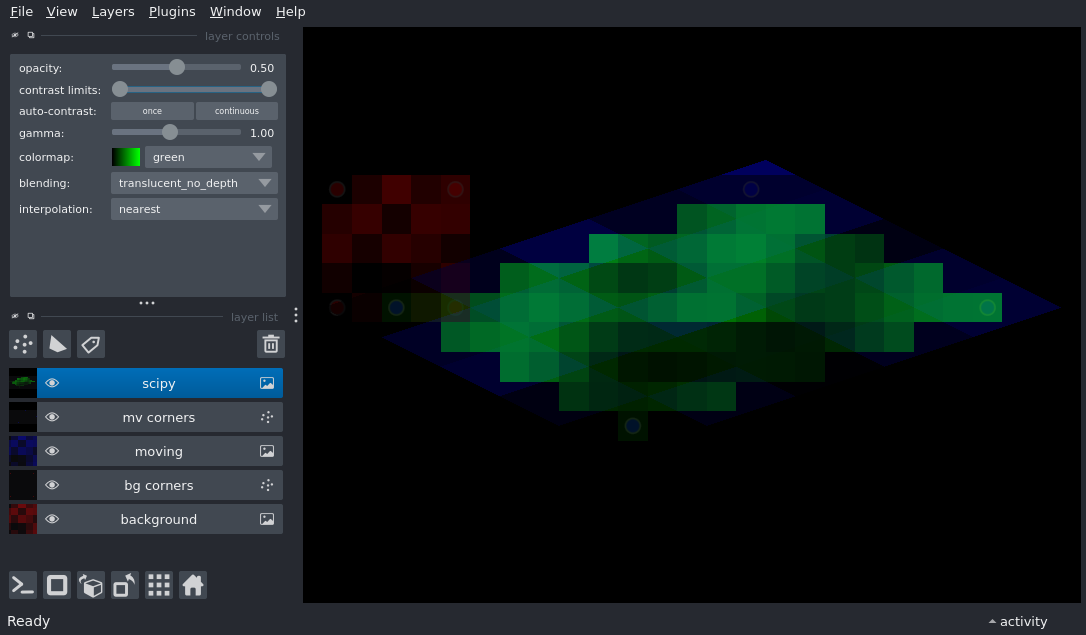 File View Layers Plugins Window Help
layer controls
opacity: 0.50
contrast limits:
auto-contrast: once continuous
gamma: 1.00
colormap: green
blending: translucent_no_depth
interpolation: nearest
layer list
scipy
mv corners
moving
bg corners
background
Ready
activity